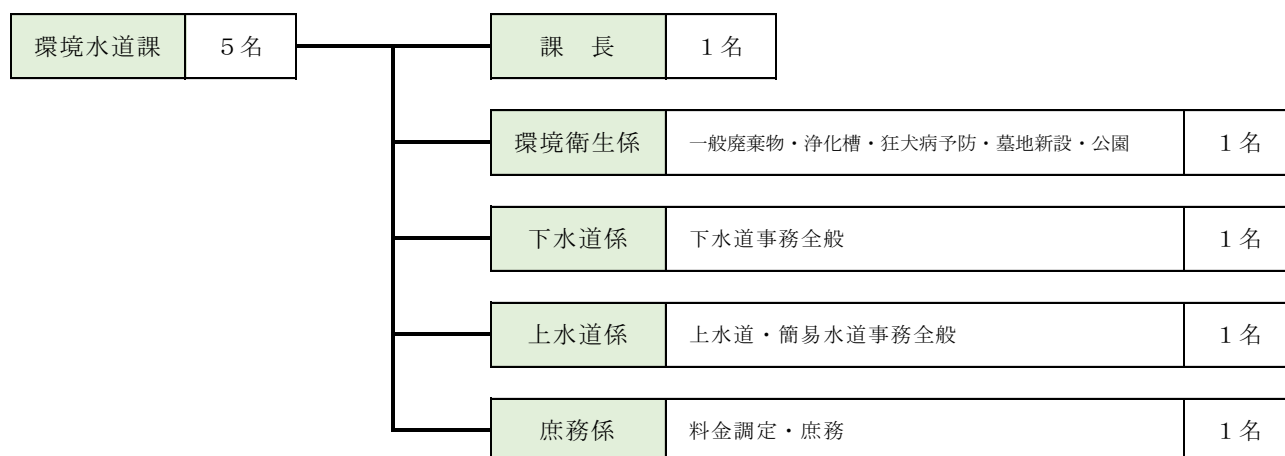 環境水道課 5名 課 長 1名
環境衛生係 一般廃棄物・浄化槽・狂犬病予防・墓地新設・公園 1名
下水道係 下水道事務全般 1名
上水道係 上水道・簡易水道事務全般 1名
庶務係 料金調定・庶務 1名